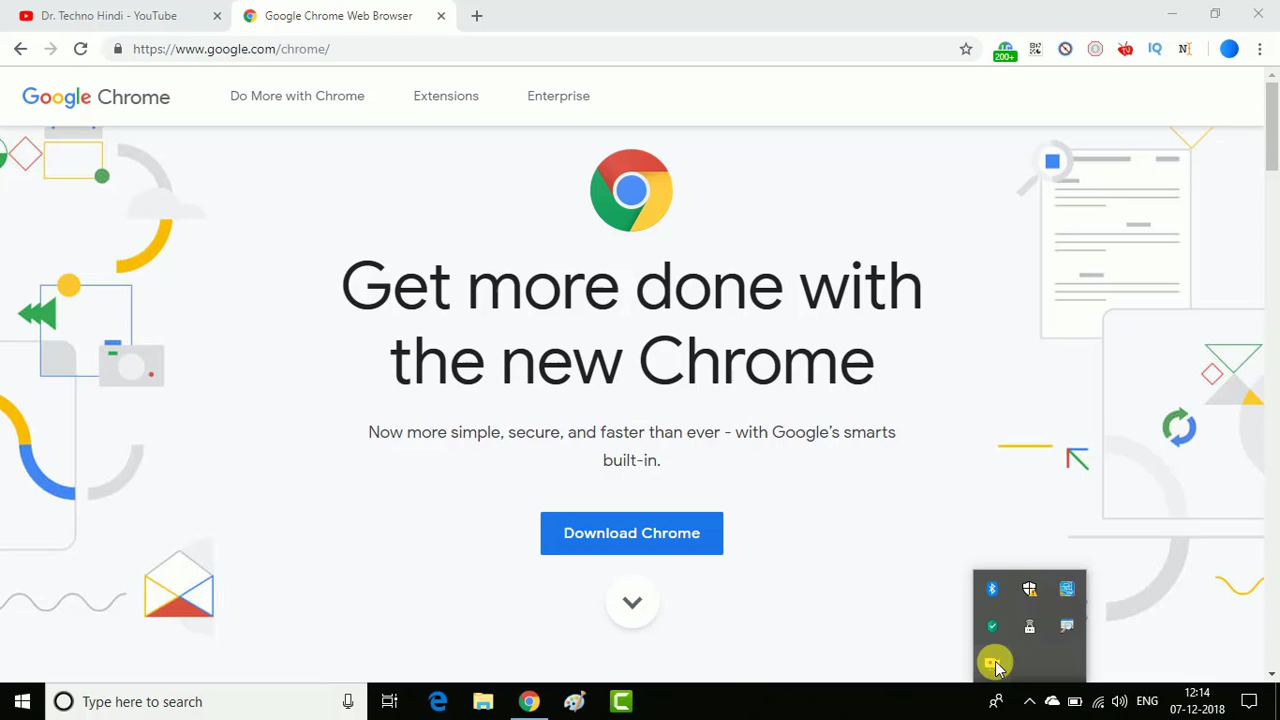 Dr. Techno Hindi - YouTube
Google Chrome Web Browser
https://www.google.com/chrome/
200+
IQ
N
Google Chrome
Do More with Chrome
Extensions
Enterprise
Get more done with
the new Chrome
Now more simple, secure, and faster than ever - with Google's smarts
built-in.
Download Chrome
Type here to search
ENG
12:14
07-12-2018